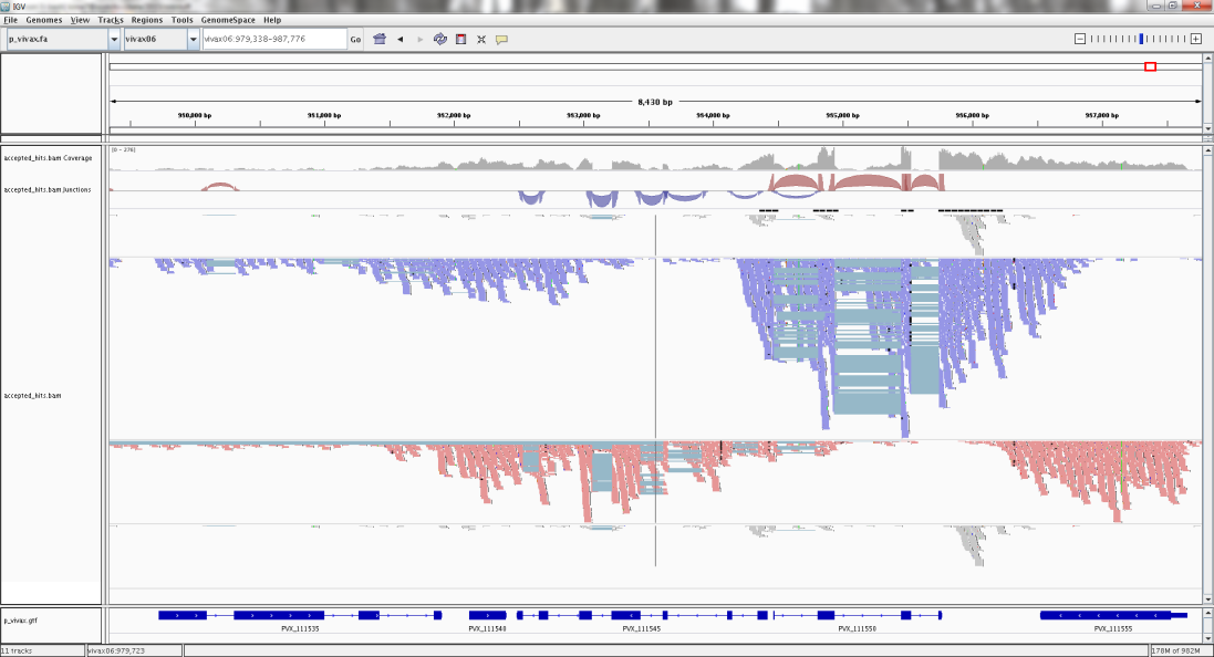 IGV
File Genomes View Tracks Regions Tools GenomeSpace Help
p_vivax.fa vivax06 vivax06:979,338-987,776 Go
8,430 bp
980,000 bp 981,000 bp 982,000 bp 983,000 bp 984,000 bp 985,000 bp 986,000 bp 987,000 bp
accepted_hits.bam Coverage
[0 - 276]
accepted_hits.bam Junctions
accepted_hits.bam
p_vivax.gtf
PVX_111535 PVX_111540 PVX_111545 PVX_111550 PVX_111555
11 tracks vivax06:979,723 178M of 902M